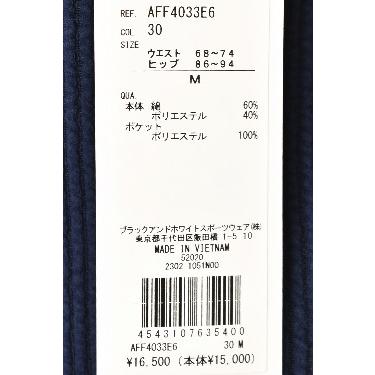 REF. AFF4033E6
COL 30
SIZE
ウエスト 68～74
ヒップ 86～94
M
QUA.
本体 綿 60%
ポリエステル 40%
ポケット
ポリエステル 100%
ブラックアンドホワイトスポーツウェア(株)
東京都千代田区飯田橋 1-5 10
MADE IN VIETNAM
52020
2302 1051N00
4543107635400
AFF4033E6 30 M
¥16,500 (本体¥15,000)